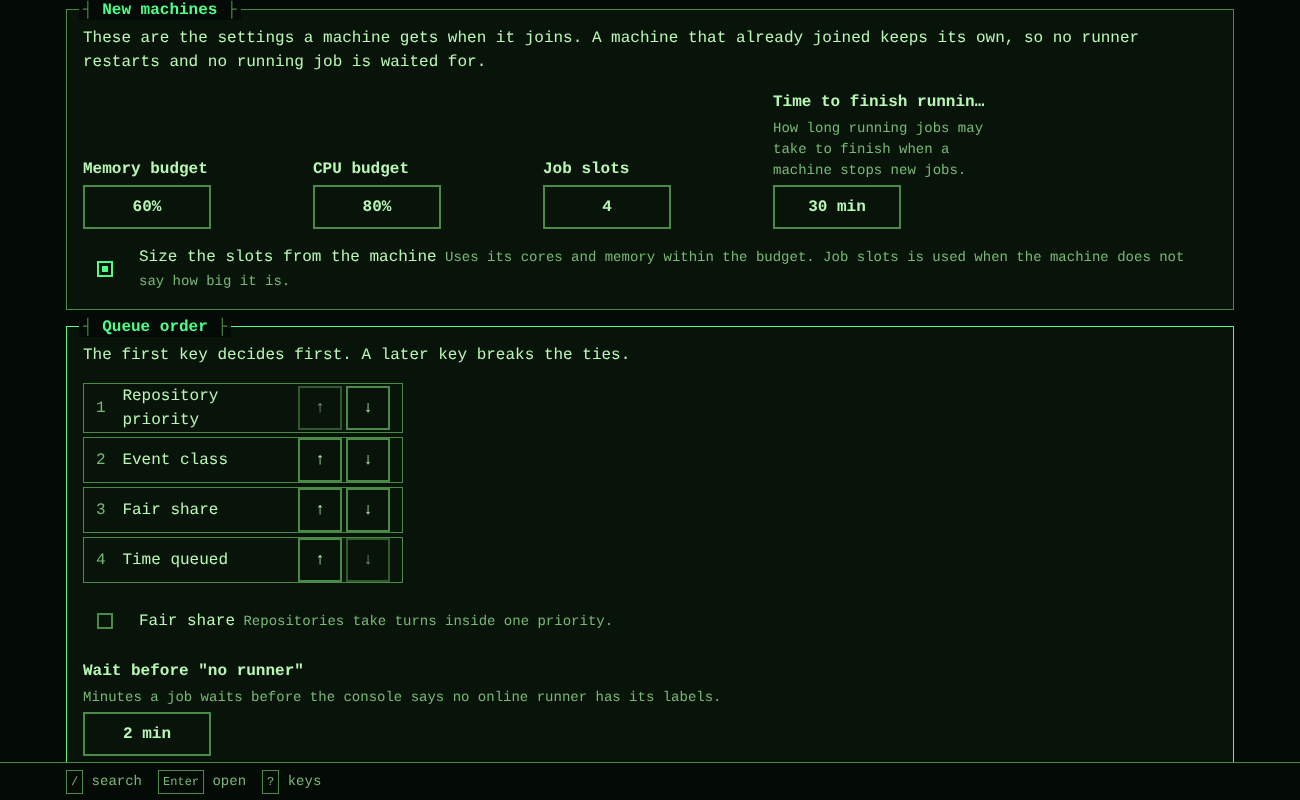 New machines
These are the settings a machine gets when it joins. A machine that already joined keeps its own, so no runner
restarts and no running job is waited for.
Time to finish runnin…
How long running jobs may
take to finish when a
machine stops new jobs.
Memory budget
CPU budget
Job slots
60%
80%
4
30 min
Size the slots from the machine Uses its cores and memory within the budget. Job slots is used when the machine does not
say how big it is.
Queue order
The first key decides first. A later key breaks the ties.
1 Repository
priority ↑ ↓
2 Event class ↑ ↓
3 Fair share ↑ ↓
4 Time queued ↑ ↓
Fair share Repositories take turns inside one priority.
Wait before "no runner"
Minutes a job waits before the console says no online runner has its labels.
2 min
/ search Enter open ? keys